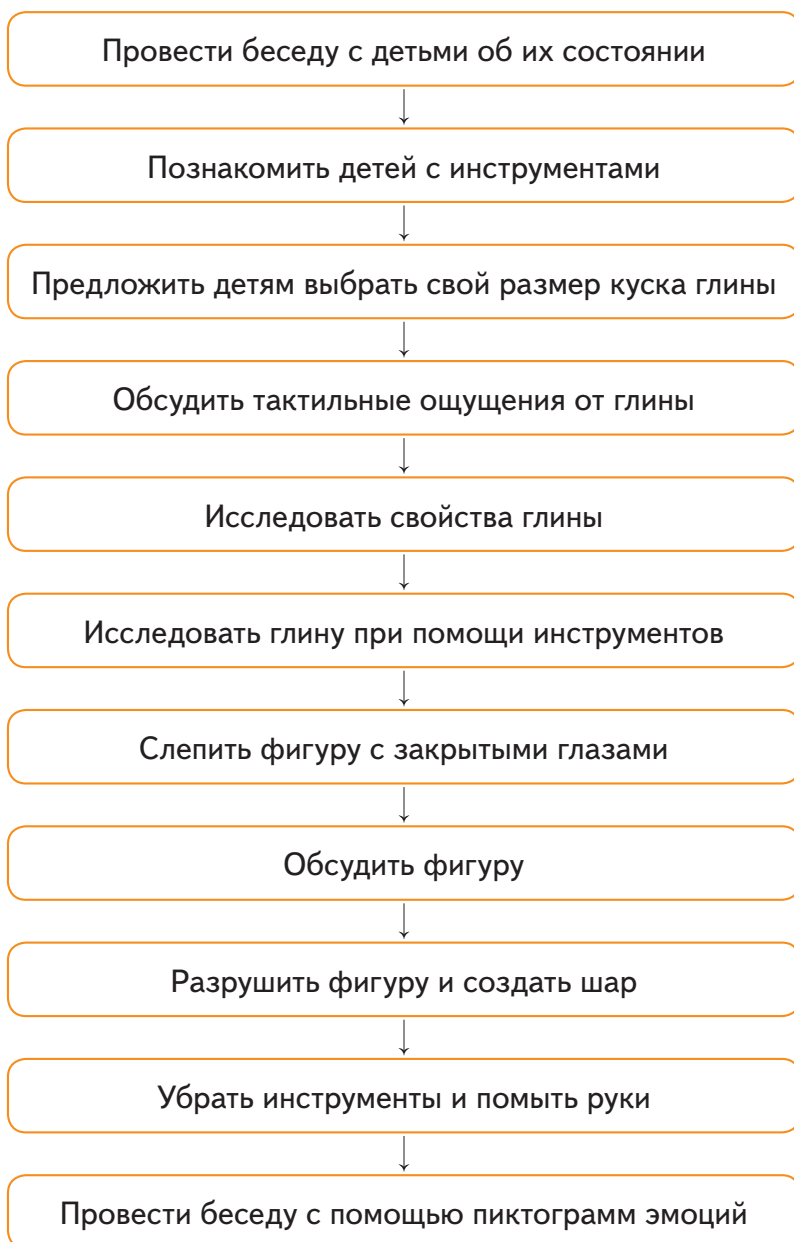 Провести беседу с детьми об их состоянии
Познакомить детей с инструментами
Предложить детям выбрать свой размер куска глины
Обсудить тактильные ощущения от глины
Исследовать свойства глины
Исследовать глину при помощи инструментов
Слепить фигуру с закрытыми глазами
Обсудить фигуру
Разрушить фигуру и создать шар
Убрать инструменты и помыть руки
Провести беседу с помощью пиктограмм эмоций